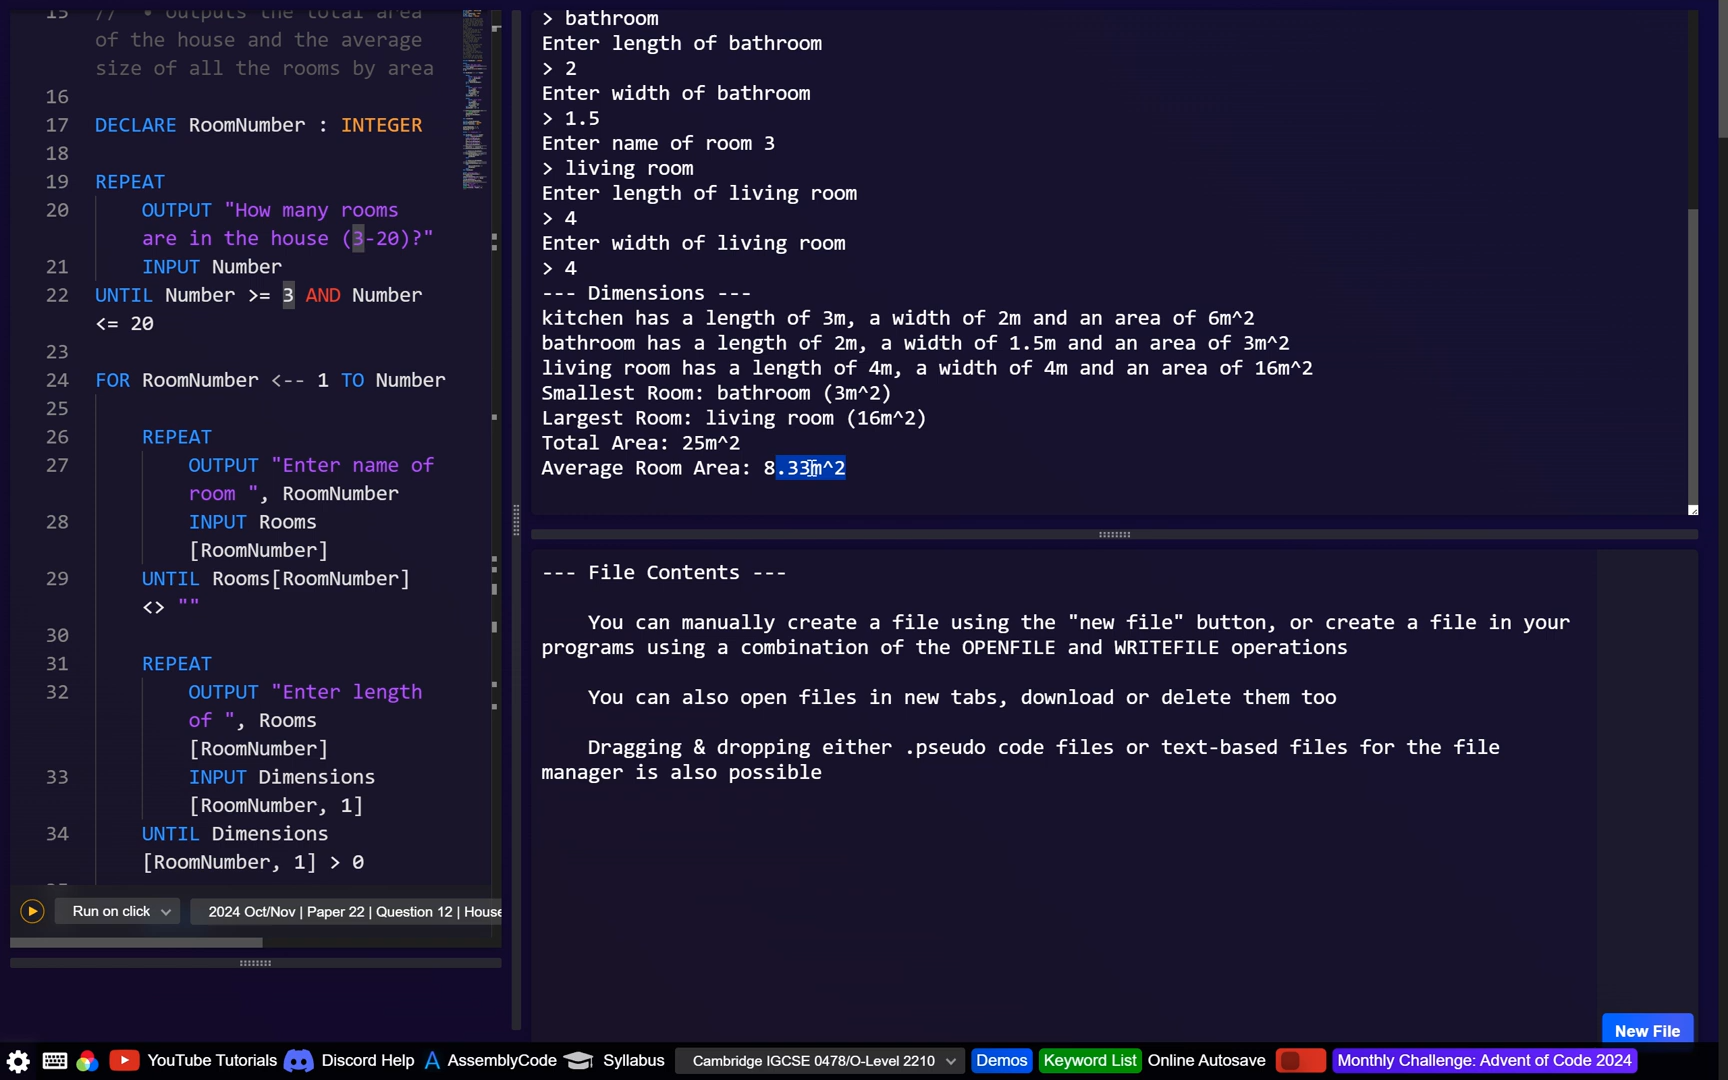 15 // • outputs the total area
of the house and the average
size of all the rooms by area
16
17 DECLARE RoomNumber : INTEGER
18
19 REPEAT
20 OUTPUT "How many rooms
are in the house (3-20)?"
21 INPUT Number
22 UNTIL Number >= 3 AND Number
<= 20
23
24 FOR RoomNumber <-- 1 TO Number
25
26 REPEAT
27 OUTPUT "Enter name of
room ", RoomNumber
28 INPUT Rooms
[RoomNumber]
29 UNTIL Rooms[RoomNumber]
<> ""
30
31 REPEAT
32 OUTPUT "Enter length
of ", Rooms
[RoomNumber]
33 INPUT Dimensions
[RoomNumber, 1]
34 UNTIL Dimensions
[RoomNumber, 1] > 0
Run on click
2024 Oct/Nov | Paper 22 | Question 12 | House
> bathroom
Enter length of bathroom
> 2
Enter width of bathroom
> 1.5
Enter name of room 3
> living room
Enter length of living room
> 4
Enter width of living room
> 4
--- Dimensions ---
kitchen has a length of 3m, a width of 2m and an area of 6m^2
bathroom has a length of 2m, a width of 1.5m and an area of 3m^2
living room has a length of 4m, a width of 4m and an area of 16m^2
Smallest Room: bathroom (3m^2)
Largest Room: living room (16m^2)
Total Area: 25m^2
Average Room Area: 8.33m^2
--- File Contents ---
You can manually create a file using the "new file" button, or create a file in your
programs using a combination of the OPENFILE and WRITEFILE operations
You can also open files in new tabs, download or delete them too
Dragging & dropping either .pseudo code files or text-based files for the file
manager is also possible
New File
YouTube Tutorials Discord Help AssemblyCode Syllabus Cambridge IGCSE 0478/O-Level 2210 Demos Keyword List Online Autosave Monthly Challenge: Advent of Code 2024